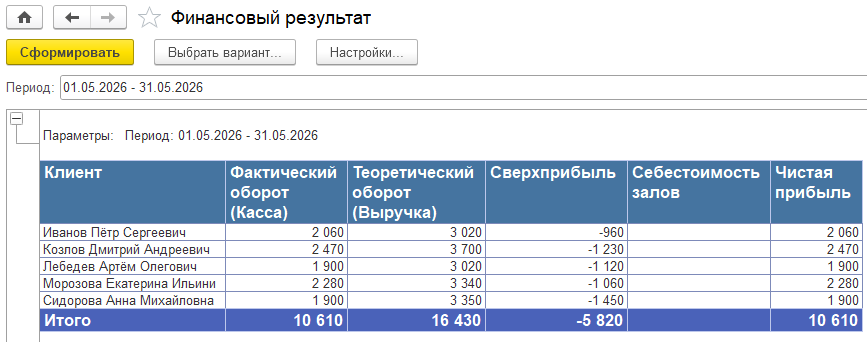 Финансовый результат
Сформировать Выбрать вариант... Настройки...
Период: 01.05.2026 - 31.05.2026
Параметры: Период: 01.05.2026 - 31.05.2026
Клиент Фактический оборот (Касса) Теоретический оборот (Выручка) Сверхприбыль Себестоимость залов Чистая прибыль
Иванов Пётр Сергеевич 2 060 3 020 -960 2 060
Козлов Дмитрий Андреевич 2 470 3 700 -1 230 2 470
Лебедев Артём Олегович 1 900 3 020 -1 120 1 900
Морозова Екатерина Ильини 2 280 3 340 -1 060 2 280
Сидорова Анна Михайловна 1 900 3 350 -1 450 1 900
Итого 10 610 16 430 -5 820 10 610